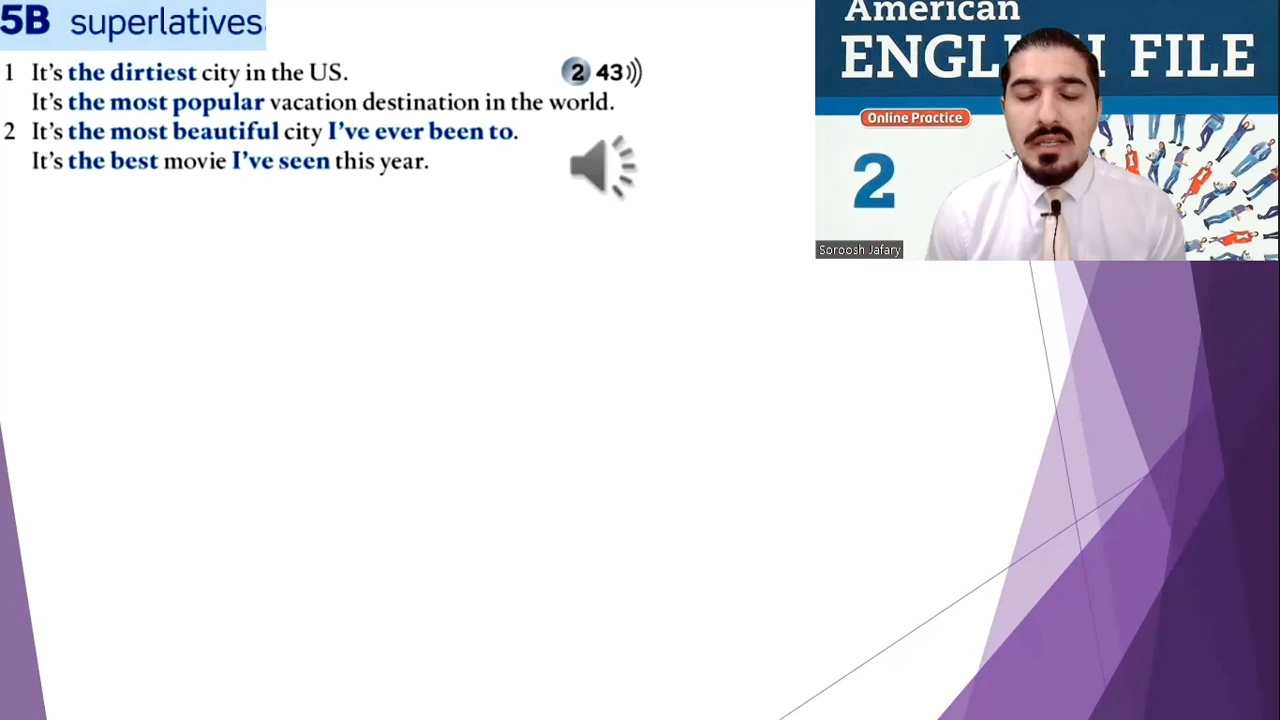 5B superlatives
1 It's the dirtiest city in the US.
2 43
It's the most popular vacation destination in the world.
2 It's the most beautiful city I've ever been to.
It's the best movie I've seen this year.
American
ENGLISH FILE
Online Practice
2
Soroosh Jafary